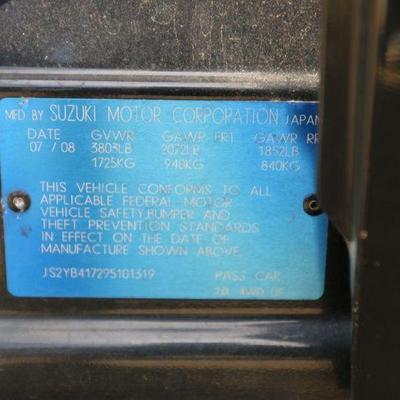 MFD BY SUZUKI MOTOR CORPORATION JAPAN
DATE GVWR GAWR FRT GAWR RR
07 / 08 3803LB 2072LB 1852LB
1725KG 940KG 840KG
THIS VEHICLE CONFORMS TO ALL
APPLICABLE FEDERAL MOTOR
VEHICLE SAFETY,BUMPER AND
THEFT PREVENTION STANDARDS
IN EFFECT ON THE DATE OF
MANUFACTURE SHOWN ABOVE.
JS2YB417295101319 PASS CAR
4WD